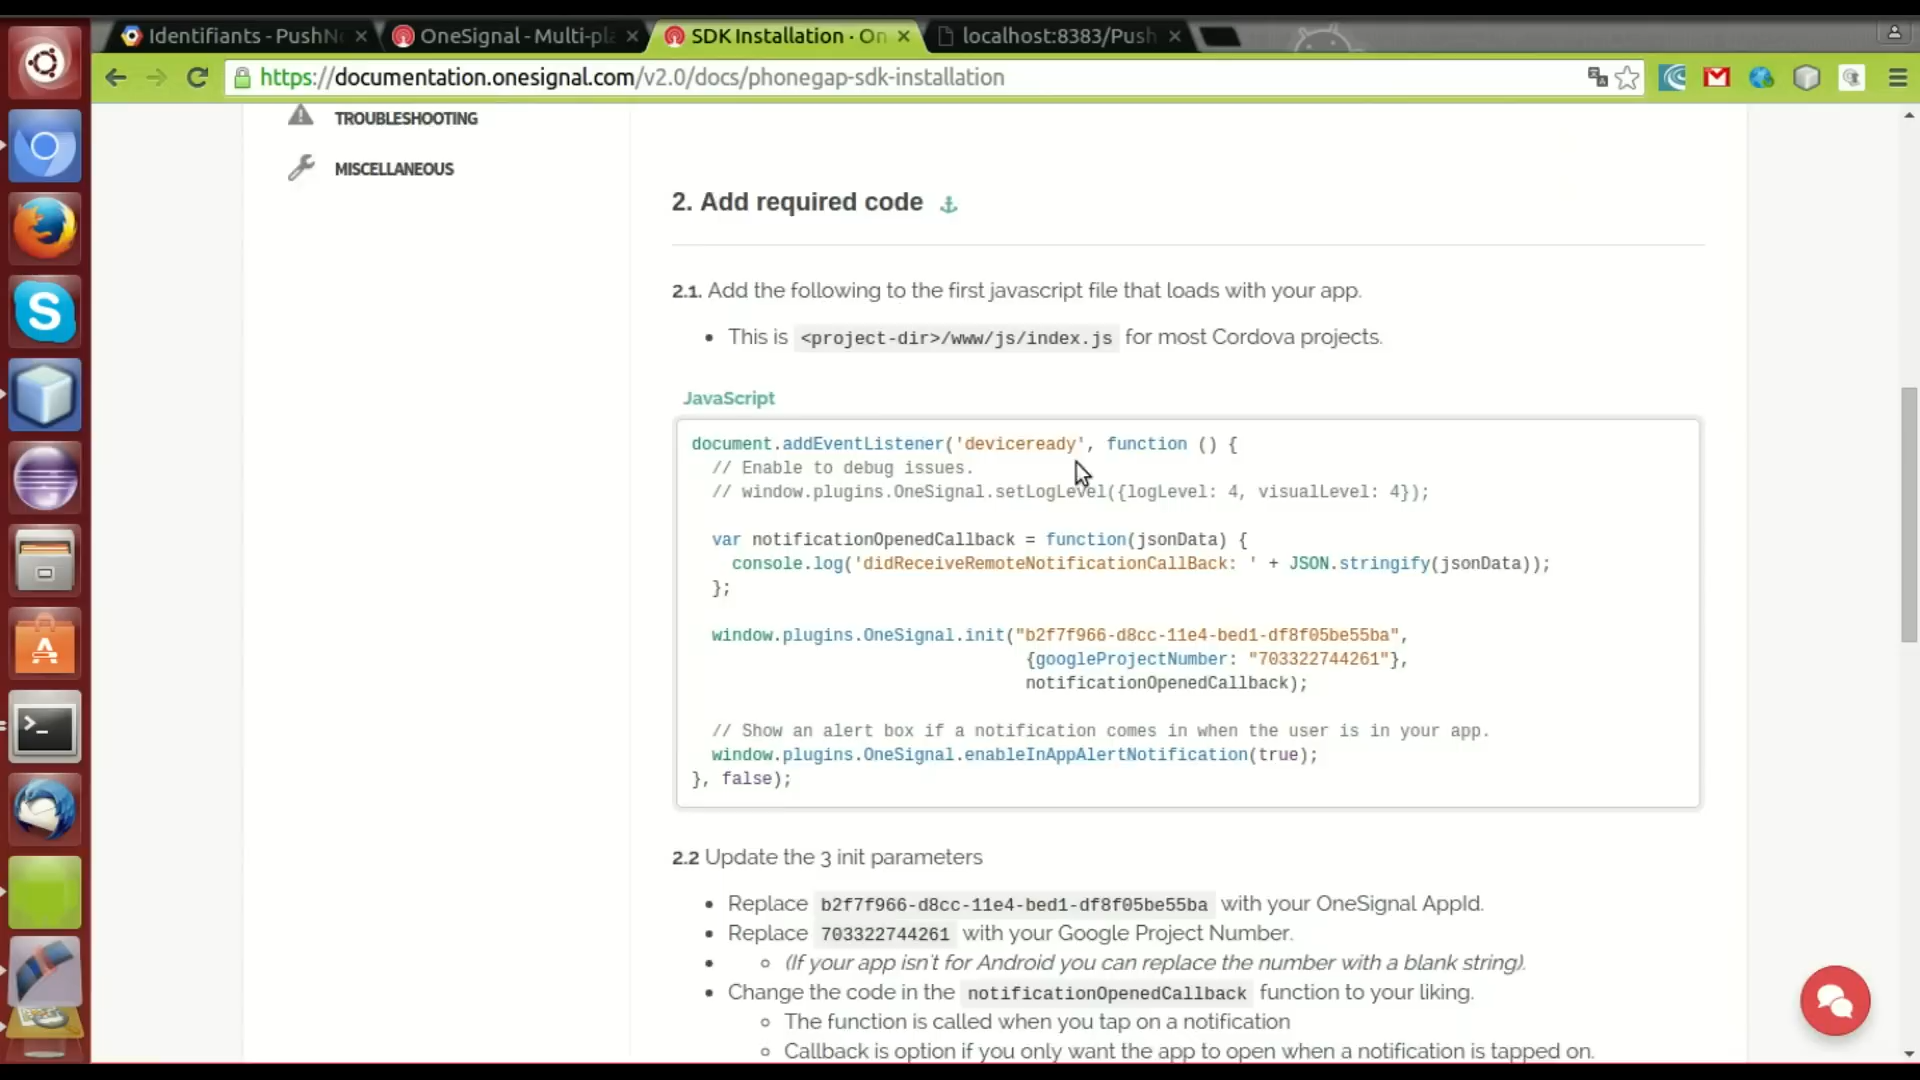 Identifiants - PushN
OneSignal - Multi-pla
SDK Installation · On
localhost:8383/Push
https://documentation.onesignal.com/v2.0/docs/phonegap-sdk-installation
TROUBLESHOOTING
MISCELLANEOUS
2. Add required code
2.1. Add the following to the first javascript file that loads with your app.
• This is <project-dir>/www/js/index.js for most Cordova projects.
JavaScript
document.addEventListener('deviceready', function () {
// Enable to debug issues.
// window.plugins.OneSignal.setLogLevel({logLevel: 4, visualLevel: 4});
var notificationOpenedCallback = function(jsonData) {
console.log('didReceiveRemoteNotificationCallBack: ' + JSON.stringify(jsonData));
};
window.plugins.OneSignal.init("b2f7f966-d8cc-11e4-bed1-df8f05be55ba",
{googleProjectNumber: "703322744261"},
notificationOpenedCallback);
// Show an alert box if a notification comes in when the user is in your app.
window.plugins.OneSignal.enableInAppAlertNotification(true);
}, false);
2.2 Update the 3 init parameters
• Replace b2f7f966-d8cc-11e4-bed1-df8f05be55ba with your OneSignal AppId.
• Replace 703322744261 with your Google Project Number.
• ◦ (If your app isn't for Android you can replace the number with a blank string).
• Change the code in the notificationOpenedCallback function to your liking.
◦ The function is called when you tap on a notification
◦ Callback is option if you only want the app to open when a notification is tapped on.